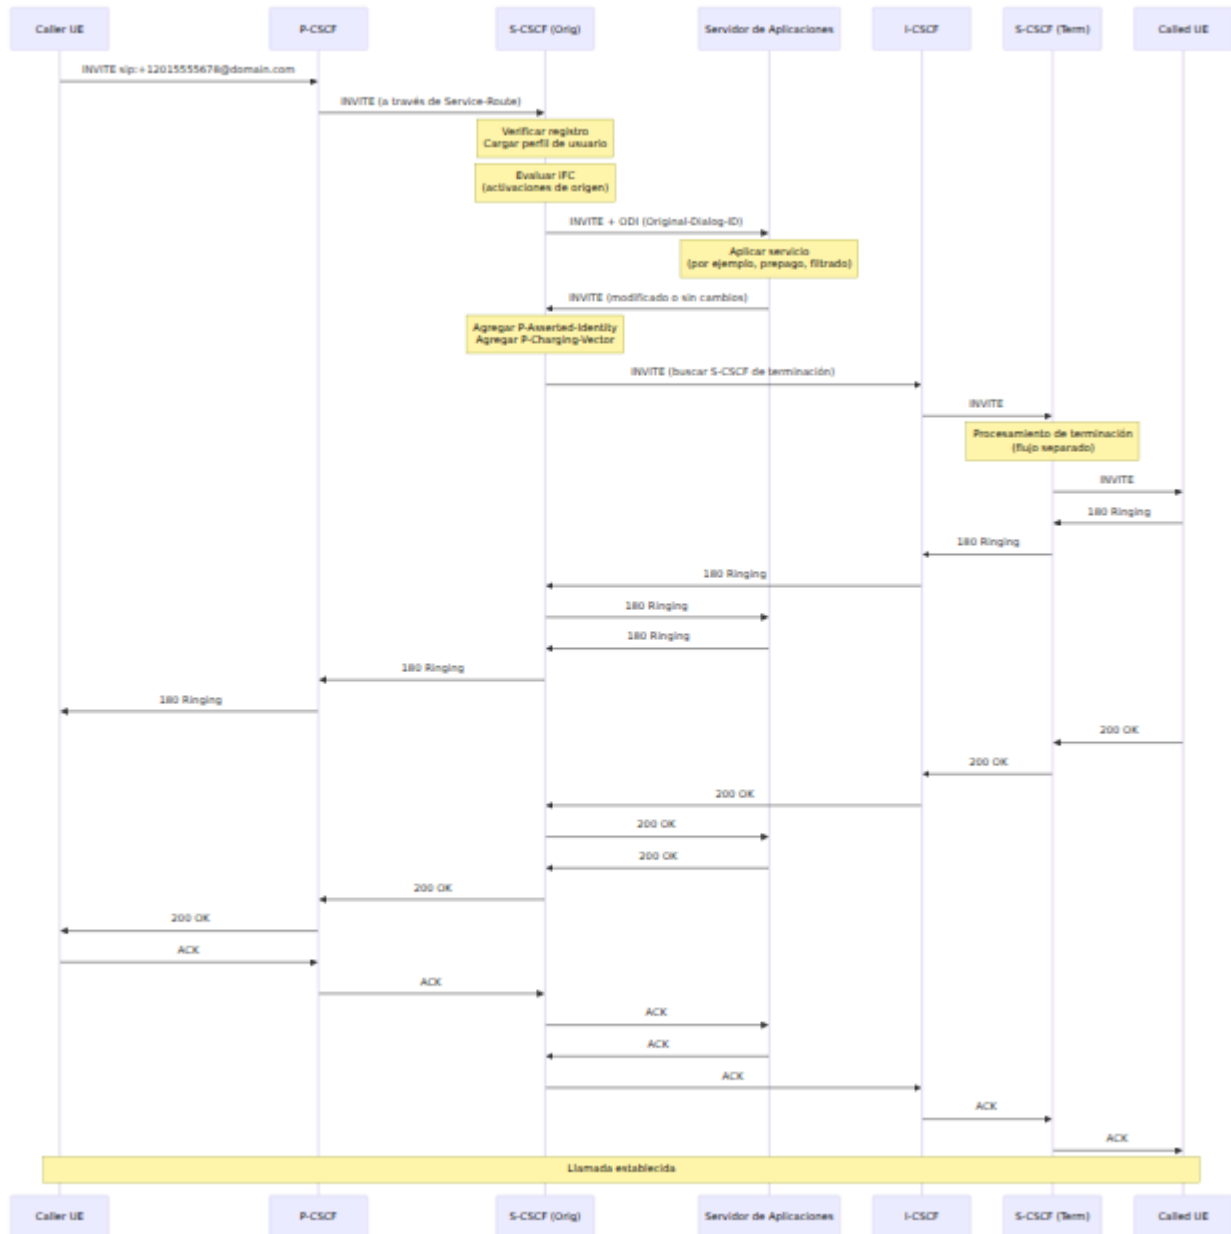 Caller UE
P-CSCF
S-CSCF (Orig)
Servidor de Aplicaciones
I-CSCF
S-CSCF (Term)
Called UE
INVITE sip:+12015555678@domain.com
INVITE (a través de Service-Route)
Verificar registro
Cargar perfil de usuario
Evaluar iFC
(activaciones de origen)
INVITE + ODI (Original-Dialog-ID)
Aplicar servicio
(por ejemplo, prepago, filtrado)
INVITE (modificado o sin cambios)
Agregar P-Asserted-Identity
Agregar P-Charging-Vector
INVITE (buscar S-CSCF de terminación)
INVITE
Procesamiento de terminación
(flujo separado)
INVITE
180 Ringing
180 Ringing
180 Ringing
180 Ringing
180 Ringing
180 Ringing
180 Ringing
200 OK
200 OK
200 OK
200 OK
200 OK
200 OK
200 OK
ACK
ACK
ACK
ACK
ACK
ACK
ACK
Llamada establecida
Caller UE
P-CSCF
S-CSCF (Orig)
Servidor de Aplicaciones
I-CSCF
S-CSCF (Term)
Called UE